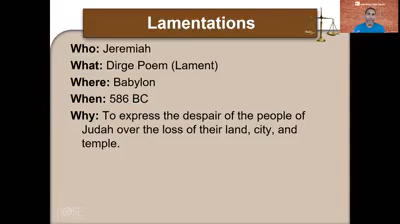 Lamentations
Who: Jeremiah
What: Dirge Poem (Lament)
Where: Babylon
When: 586 BC
Why: To express the despair of the people of
Judah over the loss of their land, city, and
temple.